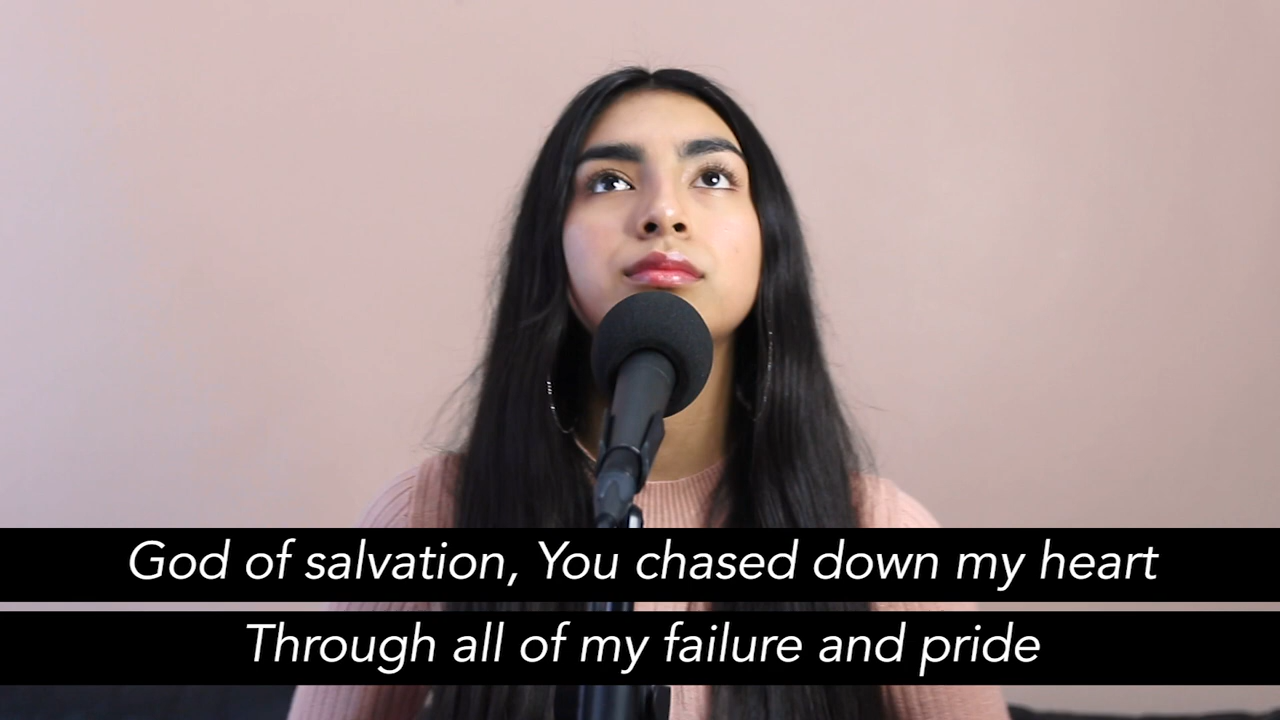 God of salvation, You chased down my heart
Through all of my failure and pride